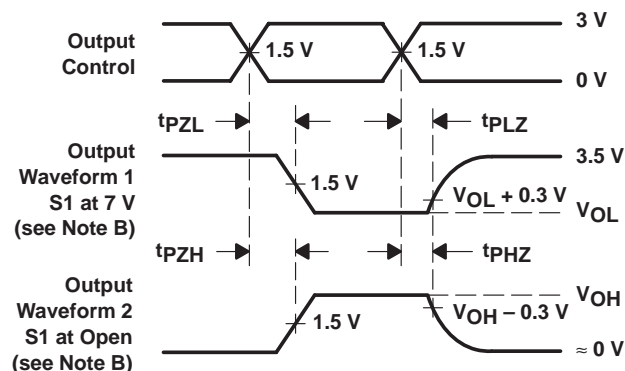 Output
Control
1.5 V
1.5 V
3 V
0 V
tPZL
tPLZ
Output
Waveform 1
S1 at 7 V
(see Note B)
1.5 V
3.5 V
VOL + 0.3 V
VOL
tPZH
tPHZ
Output
Waveform 2
S1 at Open
(see Note B)
1.5 V
VOH
VOH – 0.3 V
≈ 0 V